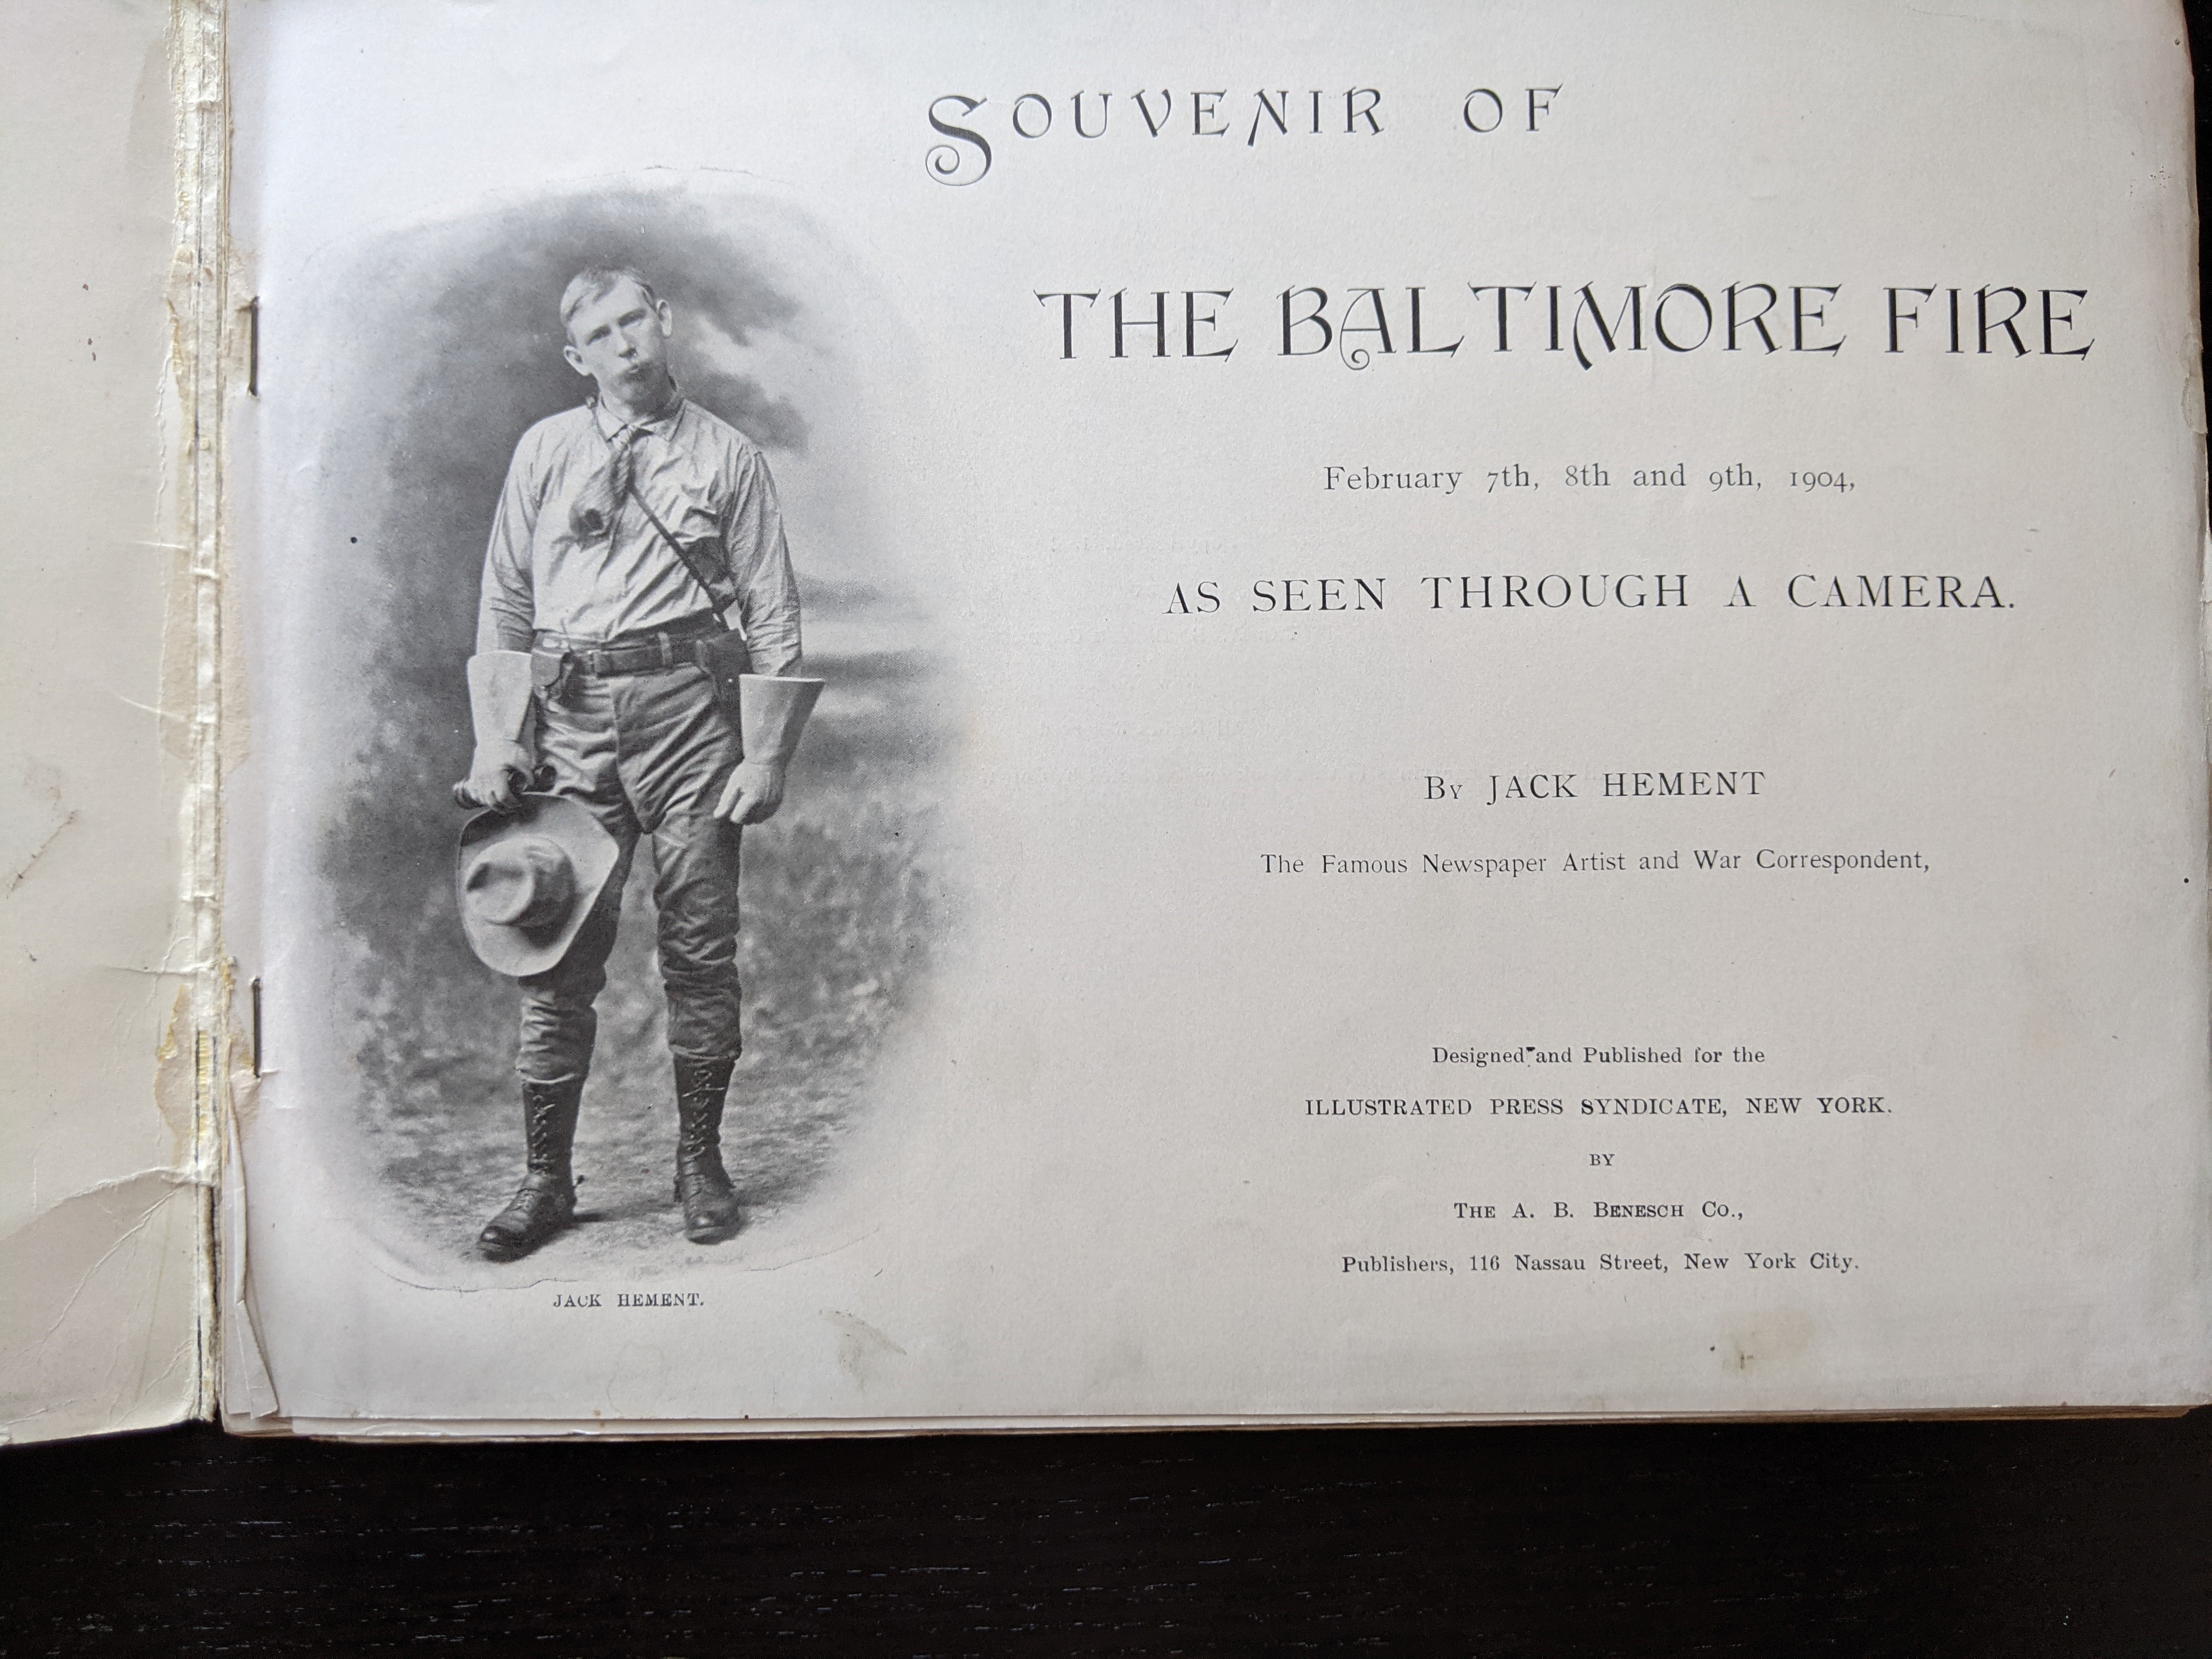 SOUVENIR OF
THE BALTIMORE FIRE
February 7th, 8th and 9th, 1904,
AS SEEN THROUGH A CAMERA.
By JACK HEMENT
The Famous Newspaper Artist and War Correspondent,
Designed and Published for the
ILLUSTRATED PRESS SYNDICATE, NEW YORK.
BY
THE A. B. BENESCH CO.,
Publishers, 116 Nassau Street, New York City.
JACK HEMENT.